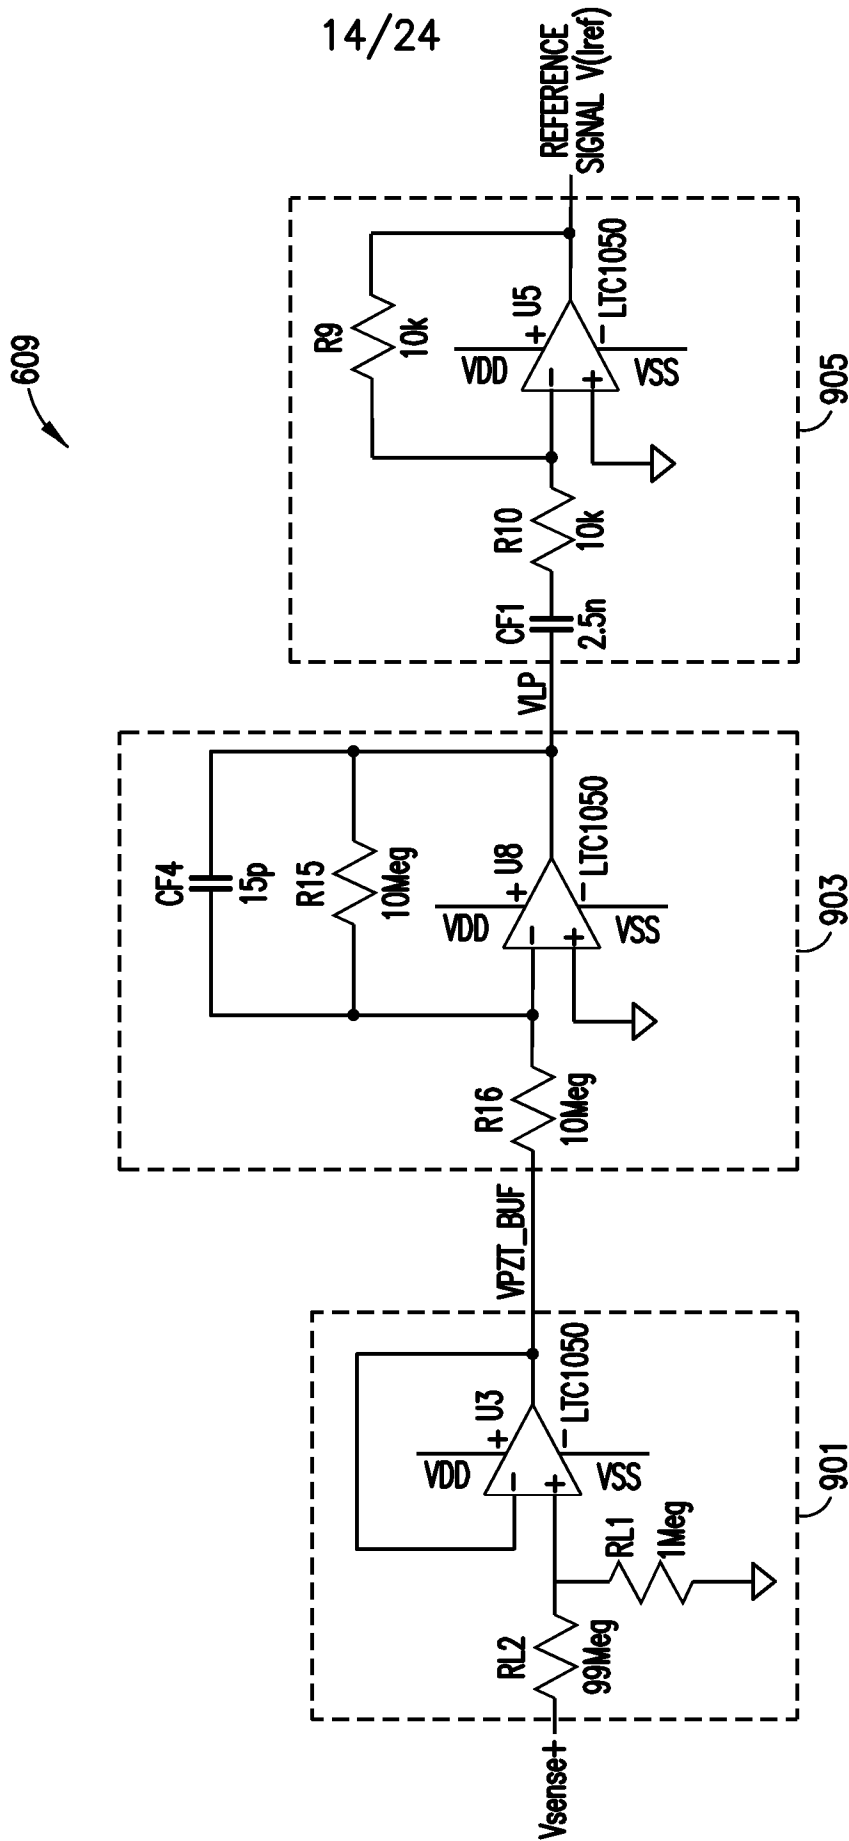 14/24
609
Vsense+
RL2
99Meg
RL1
1Meg
VDD
+
U3
−
+
−
LTC1050
VSS
901
VPZT_BUF
R16
10Meg
CF4
15p
R15
10Meg
VDD
+
U8
−
+
−
LTC1050
VSS
903
VLP
CF1
2.5n
R10
10k
R9
10k
VDD
+
U5
−
+
−
LTC1050
VSS
905
REFERENCE
SIGNAL V(Iref)